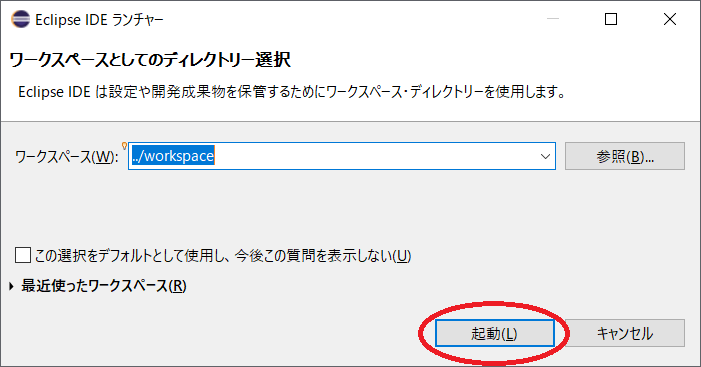 Eclipse IDE ランチャー
ワークスペースとしてのディレクトリー選択
Eclipse IDE は設定や開発成果物を保管するためにワークスペース・ディレクトリーを使用します。
ワークスペース(W): ../workspace 参照(B)...
この選択をデフォルトとして使用し、今後この質問を表示しない(U)
最近使ったワークスペース(R)
起動(L) キャンセル